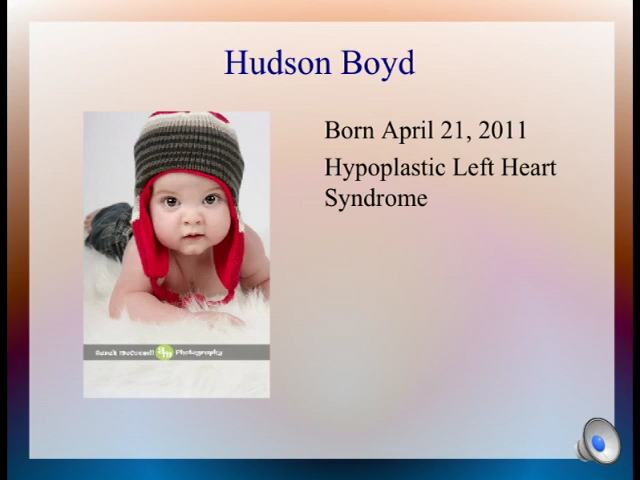 Hudson Boyd
Born April 21, 2011
Hypoplastic Left Heart
Syndrome
Photography